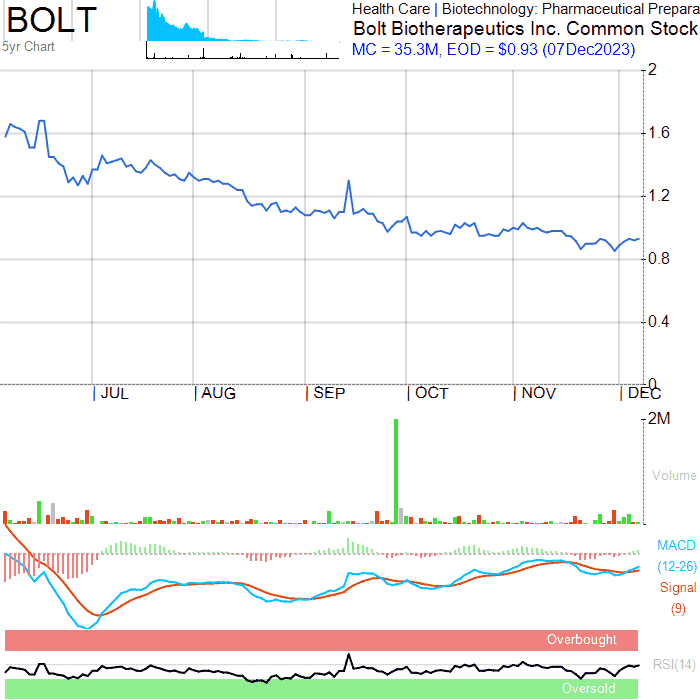 BOLT
5yr Chart
Health Care | Biotechnology: Pharmaceutical Prepara
Bolt Biotherapeutics Inc. Common Stock
MC = 35.3M, EOD = $0.93 (07Dec2023)
2
1.6
1.2
0.8
0.4
0
JUL AUG SEP OCT NOV DEC
2M
Volume
MACD
(12-26)
Signal
(9)
Overbought
RSI(14)
Oversold